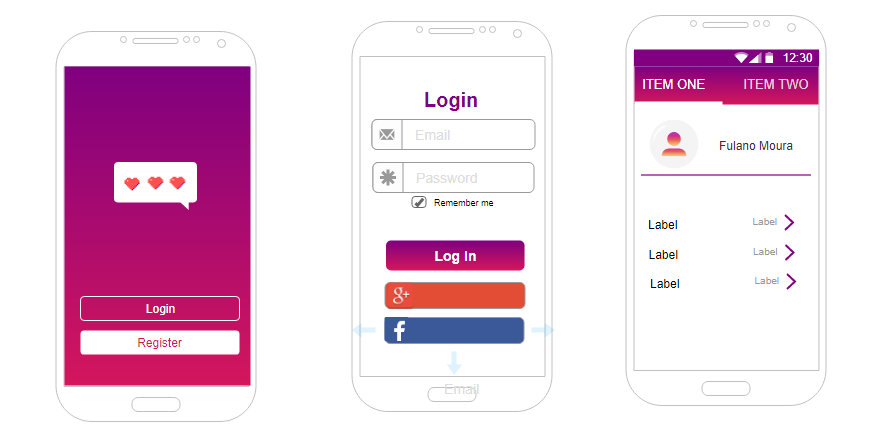 Login
Register
Login
Email
Password
Remember me
Log In
g+
f
Email
12:30
ITEM ONE ITEM TWO
Fulano Moura
Label Label
Label Label
Label Label